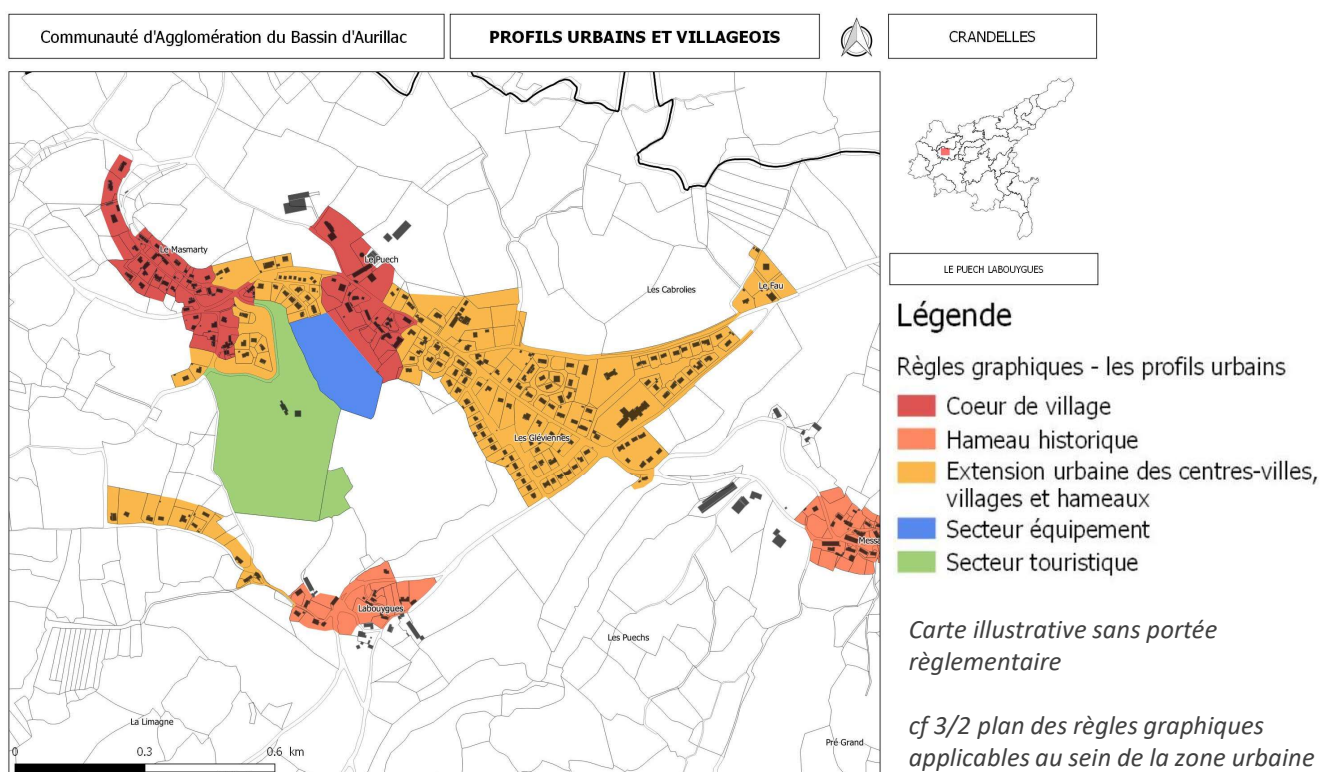 Communauté d'Agglomération du Bassin d'Aurillac
PROFILS URBAINS ET VILLAGEOIS
CRANDELLES
Le Masmarty
Le Puech
Les Cabrolies
Le Fau
LE PUECH LABOUYGUES
Légende
Règles graphiques - les profils urbains
Coeur de village
Hameau historique
Extension urbaine des centres-villes,
villages et hameaux
Secteur équipement
Secteur touristique
Les Gléviennes
Messa
Labouygues
Les Puechs
La Limagne
Pré Grand
0 0.3 0.6 km
Carte illustrative sans portée
règlementaire
cf 3/2 plan des règles graphiques
applicables au sein de la zone urbaine